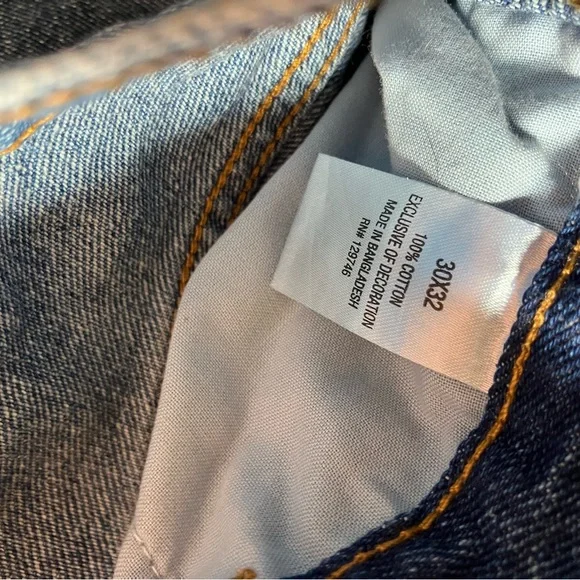 30X32
100% COTTON
EXCLUSIVE OF DECORATION
MADE IN BANGLADESH
RN# 129746